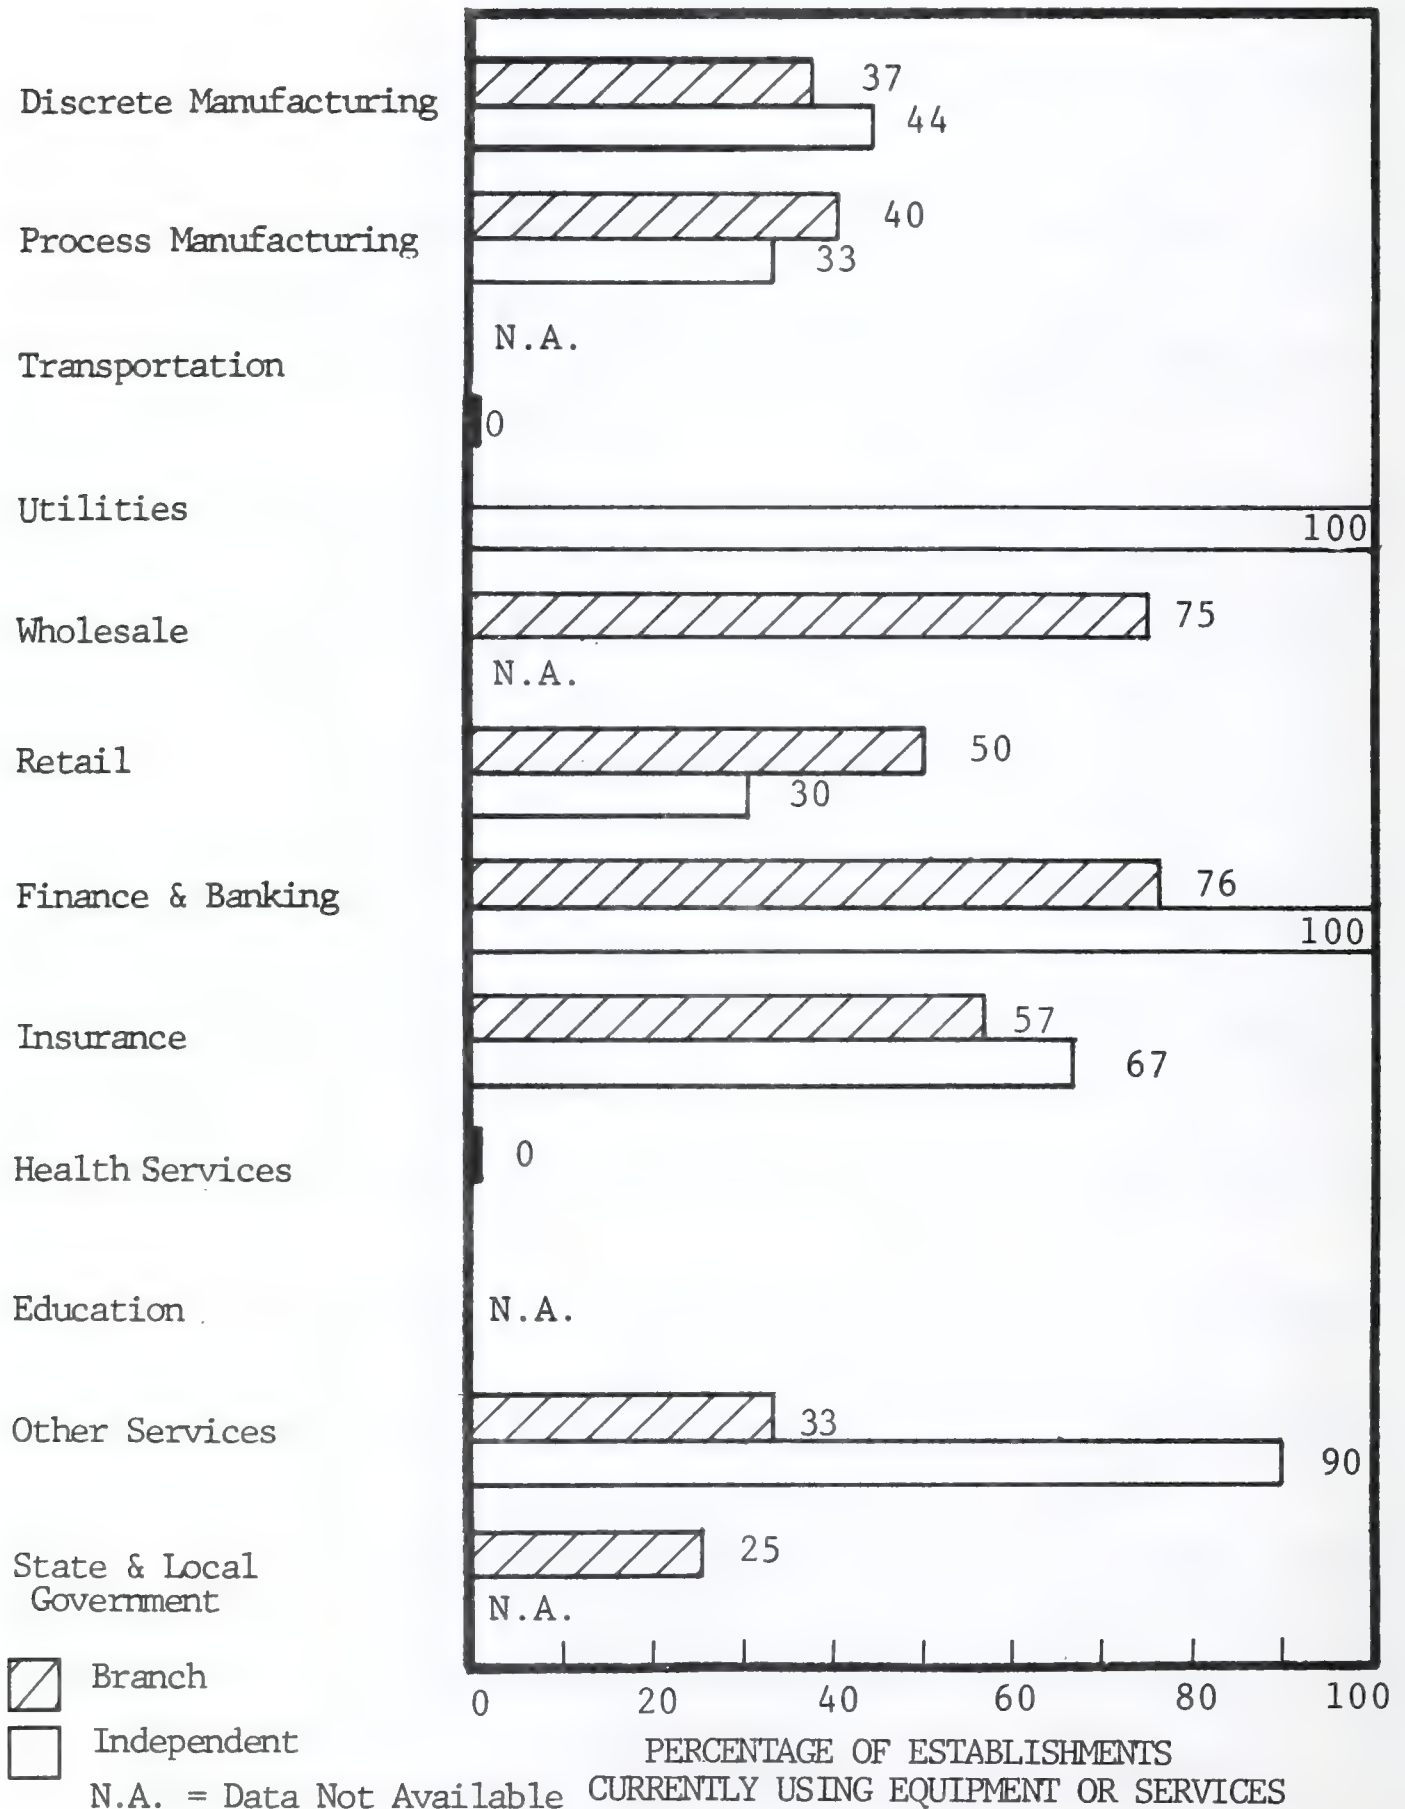 Discrete Manufacturing
37
44
Process Manufacturing
40
33
Transportation
N.A.
0
Utilities
100
Wholesale
75
N.A.
Retail
50
30
Finance & Banking
76
100
Insurance
57
67
Health Services
0
Education
N.A.
Other Services
33
90
State & Local
Government
25
N.A.
0 20 40 60 80 100
Branch
Independent
N.A. = Data Not Available
PERCENTAGE OF ESTABLISHMENTS
CURRENTLY USING EQUIPMENT OR SERVICES